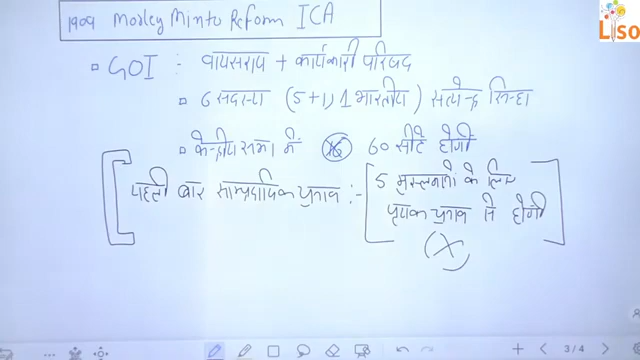 1909 Morley Minto Reform ICA
Liso
▫ GOI : वायसराय + कार्यकारी परिषद
▫ 6 सदस्य (5+1) 1 भारतीय) सत्येन्द्र सिन्हा
▫ केन्द्रीय सभा में 16 60 सीटे होगी
पहली बार साम्प्रदायिक चुनाव :-
5 मुसलमानो के लिए
पृथक चुनाव से होगी
(X)
3 / 4